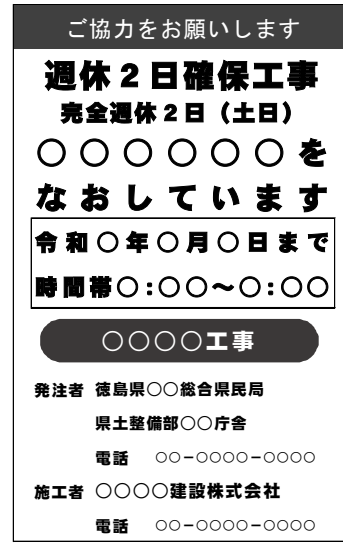 ご協力をお願いします
週休2日確保工事
完全週休2日（土日）
○○○○○○○を
なおしています
令和○年○月○日まで
時間帯○:○○〜○:○○
○○○○工事
発注者 徳島県○○総合県民局
県土整備部○○庁舎
電話 ○○-○○○○-○○○○
施工者 ○○○○建設株式会社
電話 ○○-○○○○-○○○○